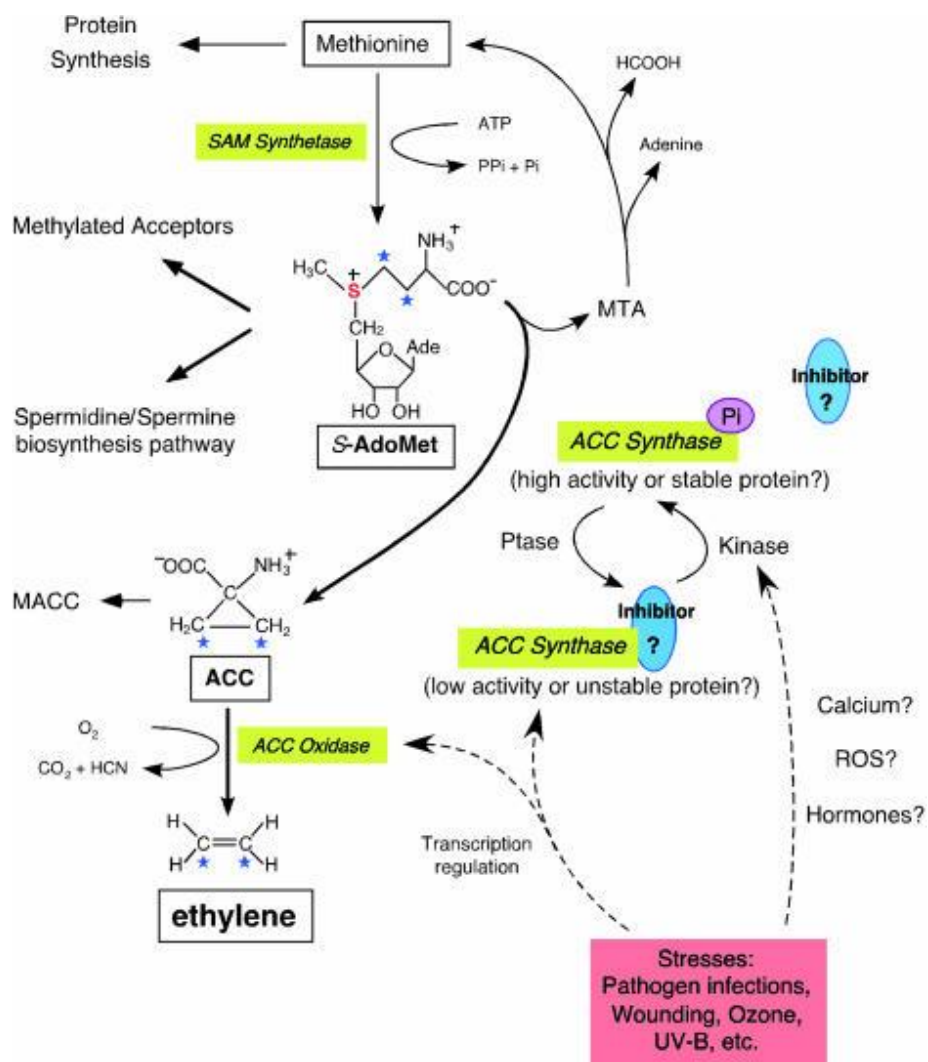 Protein
Synthesis
Methionine
HCOOH
SAM Synthetase
ATP
PPi + Pi
Adenine
Methylated Acceptors
H₃C
S
+
NH₃
+
COO⁻
CH₂
O
Ade
HO OH
S-AdoMet
MTA
Spermidine/Spermine
biosynthesis pathway
Inhibitor
?
Pi
ACC Synthase
(high activity or stable protein?)
Ptase
Kinase
⁻OOC
NH₃
+
C
H₂C
CH₂
MACC
ACC
Inhibitor
?
ACC Synthase
(low activity or unstable protein?)
O₂
CO₂ + HCN
ACC Oxidase
Calcium?
ROS?
Hormones?
H
H
C=C
H
H
Transcription
regulation
ethylene
Stresses:
Pathogen infections,
Wounding, Ozone,
UV-B, etc.